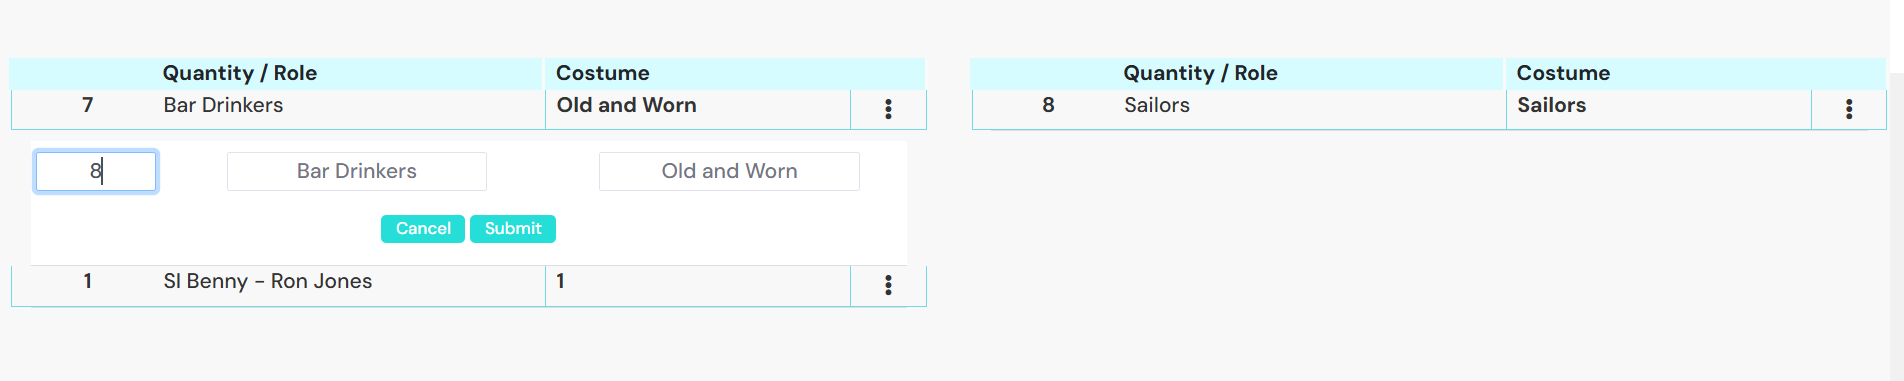 Quantity / Role Costume
7 Bar Drinkers Old and Worn
8 Bar Drinkers Old and Worn
Cancel Submit
1 SI Benny - Ron Jones 1
Quantity / Role Costume
8 Sailors Sailors